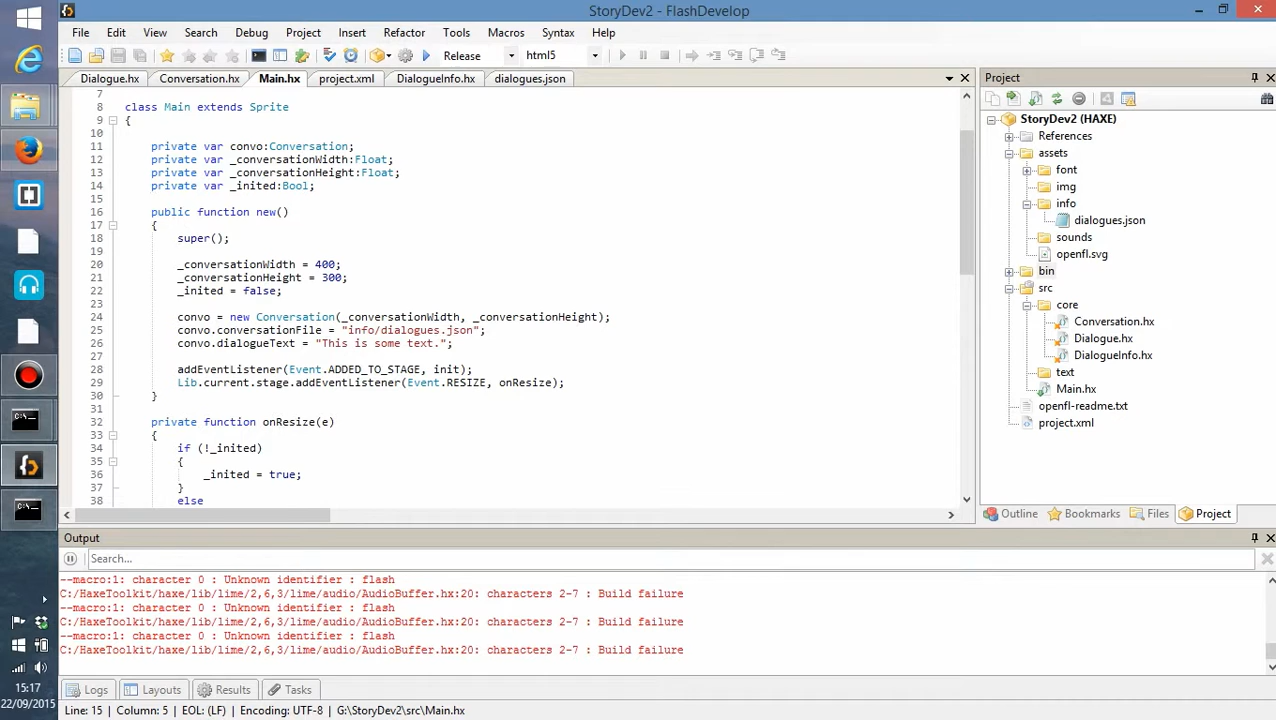 StoryDev2 - FlashDevelop
File Edit View Search Debug Project Insert Refactor Tools Macros Syntax Help
Release html5
Dialogue.hx Conversation.hx Main.hx project.xml DialogueInfo.hx dialogues.json
7
8 class Main extends Sprite
9 {
10
11 private var convo:Conversation;
12 private var _conversationWidth:Float;
13 private var _conversationHeight:Float;
14 private var _inited:Bool;
15
16 public function new()
17 {
18 super();
19
20 _conversationWidth = 400;
21 _conversationHeight = 300;
22 _inited = false;
23
24 convo = new Conversation(_conversationWidth, _conversationHeight);
25 convo.conversationFile = "info/dialogues.json";
26 convo.dialogueText = "This is some text.";
27
28 addEventListener(Event.ADDED_TO_STAGE, init);
29 Lib.current.stage.addEventListener(Event.RESIZE, onResize);
30 }
31
32 private function onResize(e)
33 {
34 if (!_inited)
35 {
36 _inited = true;
37 }
38 else
Project
StoryDev2 (HAXE)
References
assets
font
img
info
dialogues.json
sounds
openfl.svg
bin
src
core
Conversation.hx
Dialogue.hx
DialogueInfo.hx
text
Main.hx
openfl-readme.txt
project.xml
Outline Bookmarks Files Project
Output
Search...
--macro:1: character 0 : Unknown identifier : flash
C:/HaxeToolkit/haxe/lib/lime/2,6,3/lime/audio/AudioBuffer.hx:20: characters 2-7 : Build failure
--macro:1: character 0 : Unknown identifier : flash
C:/HaxeToolkit/haxe/lib/lime/2,6,3/lime/audio/AudioBuffer.hx:20: characters 2-7 : Build failure
--macro:1: character 0 : Unknown identifier : flash
C:/HaxeToolkit/haxe/lib/lime/2,6,3/lime/audio/AudioBuffer.hx:20: characters 2-7 : Build failure
Logs Layouts Results Tasks
Line: 15 Column: 5 EOL: (LF) Encoding: UTF-8 G:\StoryDev2\src\Main.hx
15:17
22/09/2015